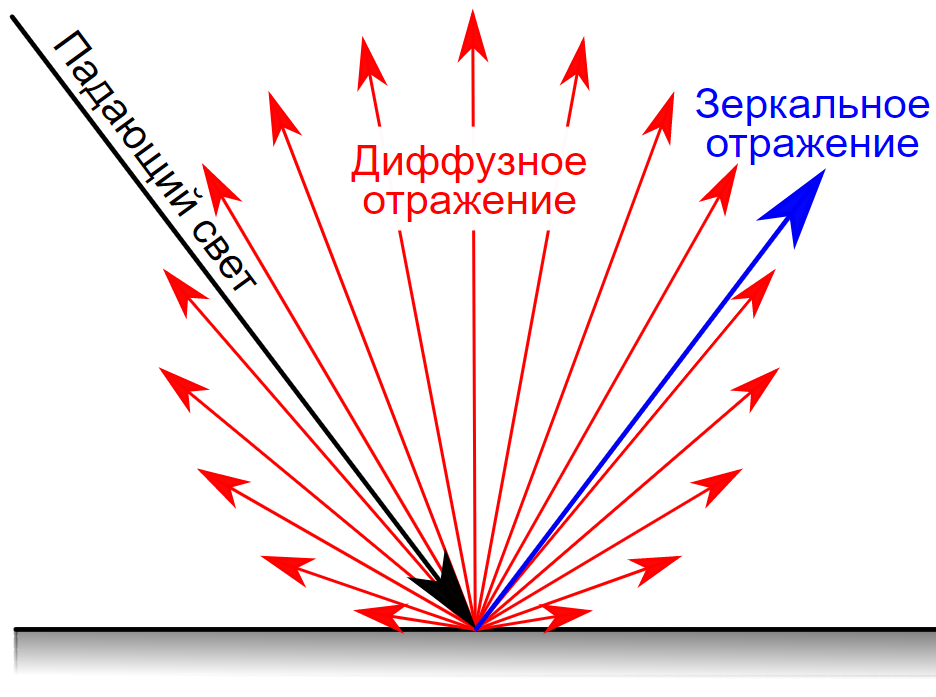 Падающий свет
Диффузное
отражение
Зеркальное
отражение